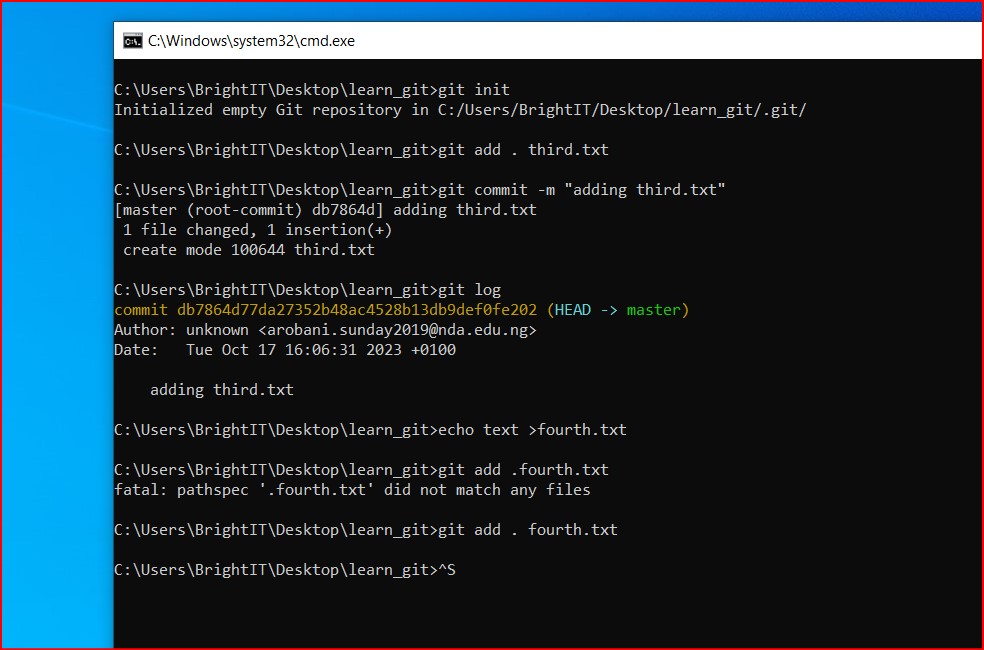 C:\Windows\system32\cmd.exe
C:\Users\BrightIT\Desktop\learn_git>git init
Initialized empty Git repository in C:/Users/BrightIT/Desktop/learn_git/.git/
C:\Users\BrightIT\Desktop\learn_git>git add . third.txt
C:\Users\BrightIT\Desktop\learn_git>git commit -m "adding third.txt"
[master (root-commit) db7864d] adding third.txt
 1 file changed, 1 insertion(+)
 create mode 100644 third.txt
C:\Users\BrightIT\Desktop\learn_git>git log
commit db7864d77da27352b48ac4528b13db9def0fe202 (HEAD -> master)
Author: unknown <arobani.sunday2019@nda.edu.ng>
Date:   Tue Oct 17 16:06:31 2023 +0100
    adding third.txt
C:\Users\BrightIT\Desktop\learn_git>echo text >fourth.txt
C:\Users\BrightIT\Desktop\learn_git>git add .fourth.txt
fatal: pathspec '.fourth.txt' did not match any files
C:\Users\BrightIT\Desktop\learn_git>git add . fourth.txt
C:\Users\BrightIT\Desktop\learn_git>^S